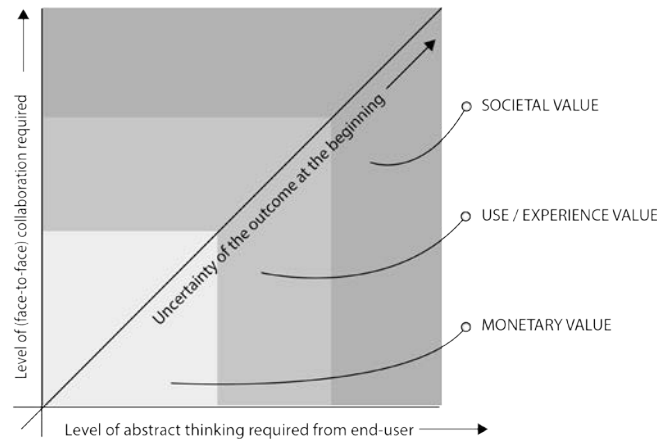 Level of (face-to-face) collaboration required
Uncertainty of the outcome at the beginning
SOCIETAL VALUE
USE / EXPERIENCE VALUE
MONETARY VALUE
Level of abstract thinking required from end-user